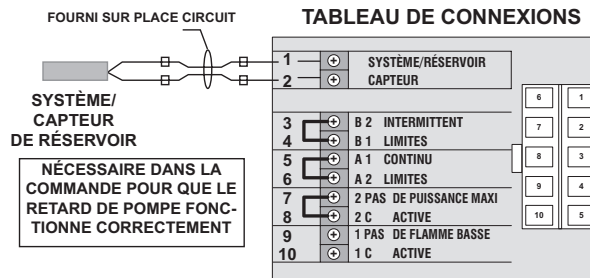 FOURNI SUR PLACE CIRCUIT
TABLEAU DE CONNEXIONS
SYSTÈME/
CAPTEUR
DE RÉSERVOIR
NÉCESSAIRE DANS LA
COMMANDE POUR QUE LE
RETARD DE POMPE FONC-
TIONNE CORRECTEMENT
1 SYSTÈME/RÉSERVOIR
2 CAPTEUR
3 B 2 INTERMITTENT
4 B 1 LIMITES
5 A 1 CONTINU
6 A 2 LIMITES
7 2 PAS DE PUISSANCE MAXI
8 2 C ACTIVE
9 1 PAS DE FLAMME BASSE
10 1 C ACTIVE
6 1
7 2
8 3
9 4
10 5